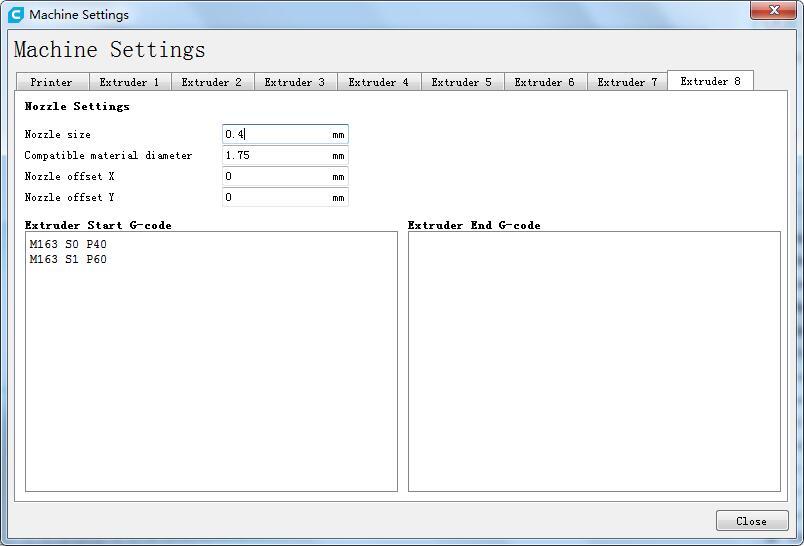 Machine Settings
Machine Settings
Printer Extruder 1 Extruder 2 Extruder 3 Extruder 4 Extruder 5 Extruder 6 Extruder 7 Extruder 8
Nozzle Settings
Nozzle size 0.4 mm
Compatible material diameter 1.75 mm
Nozzle offset X 0 mm
Nozzle offset Y 0 mm
Extruder Start G-code Extruder End G-code
M163 S0 P40
M163 S1 P60
Close